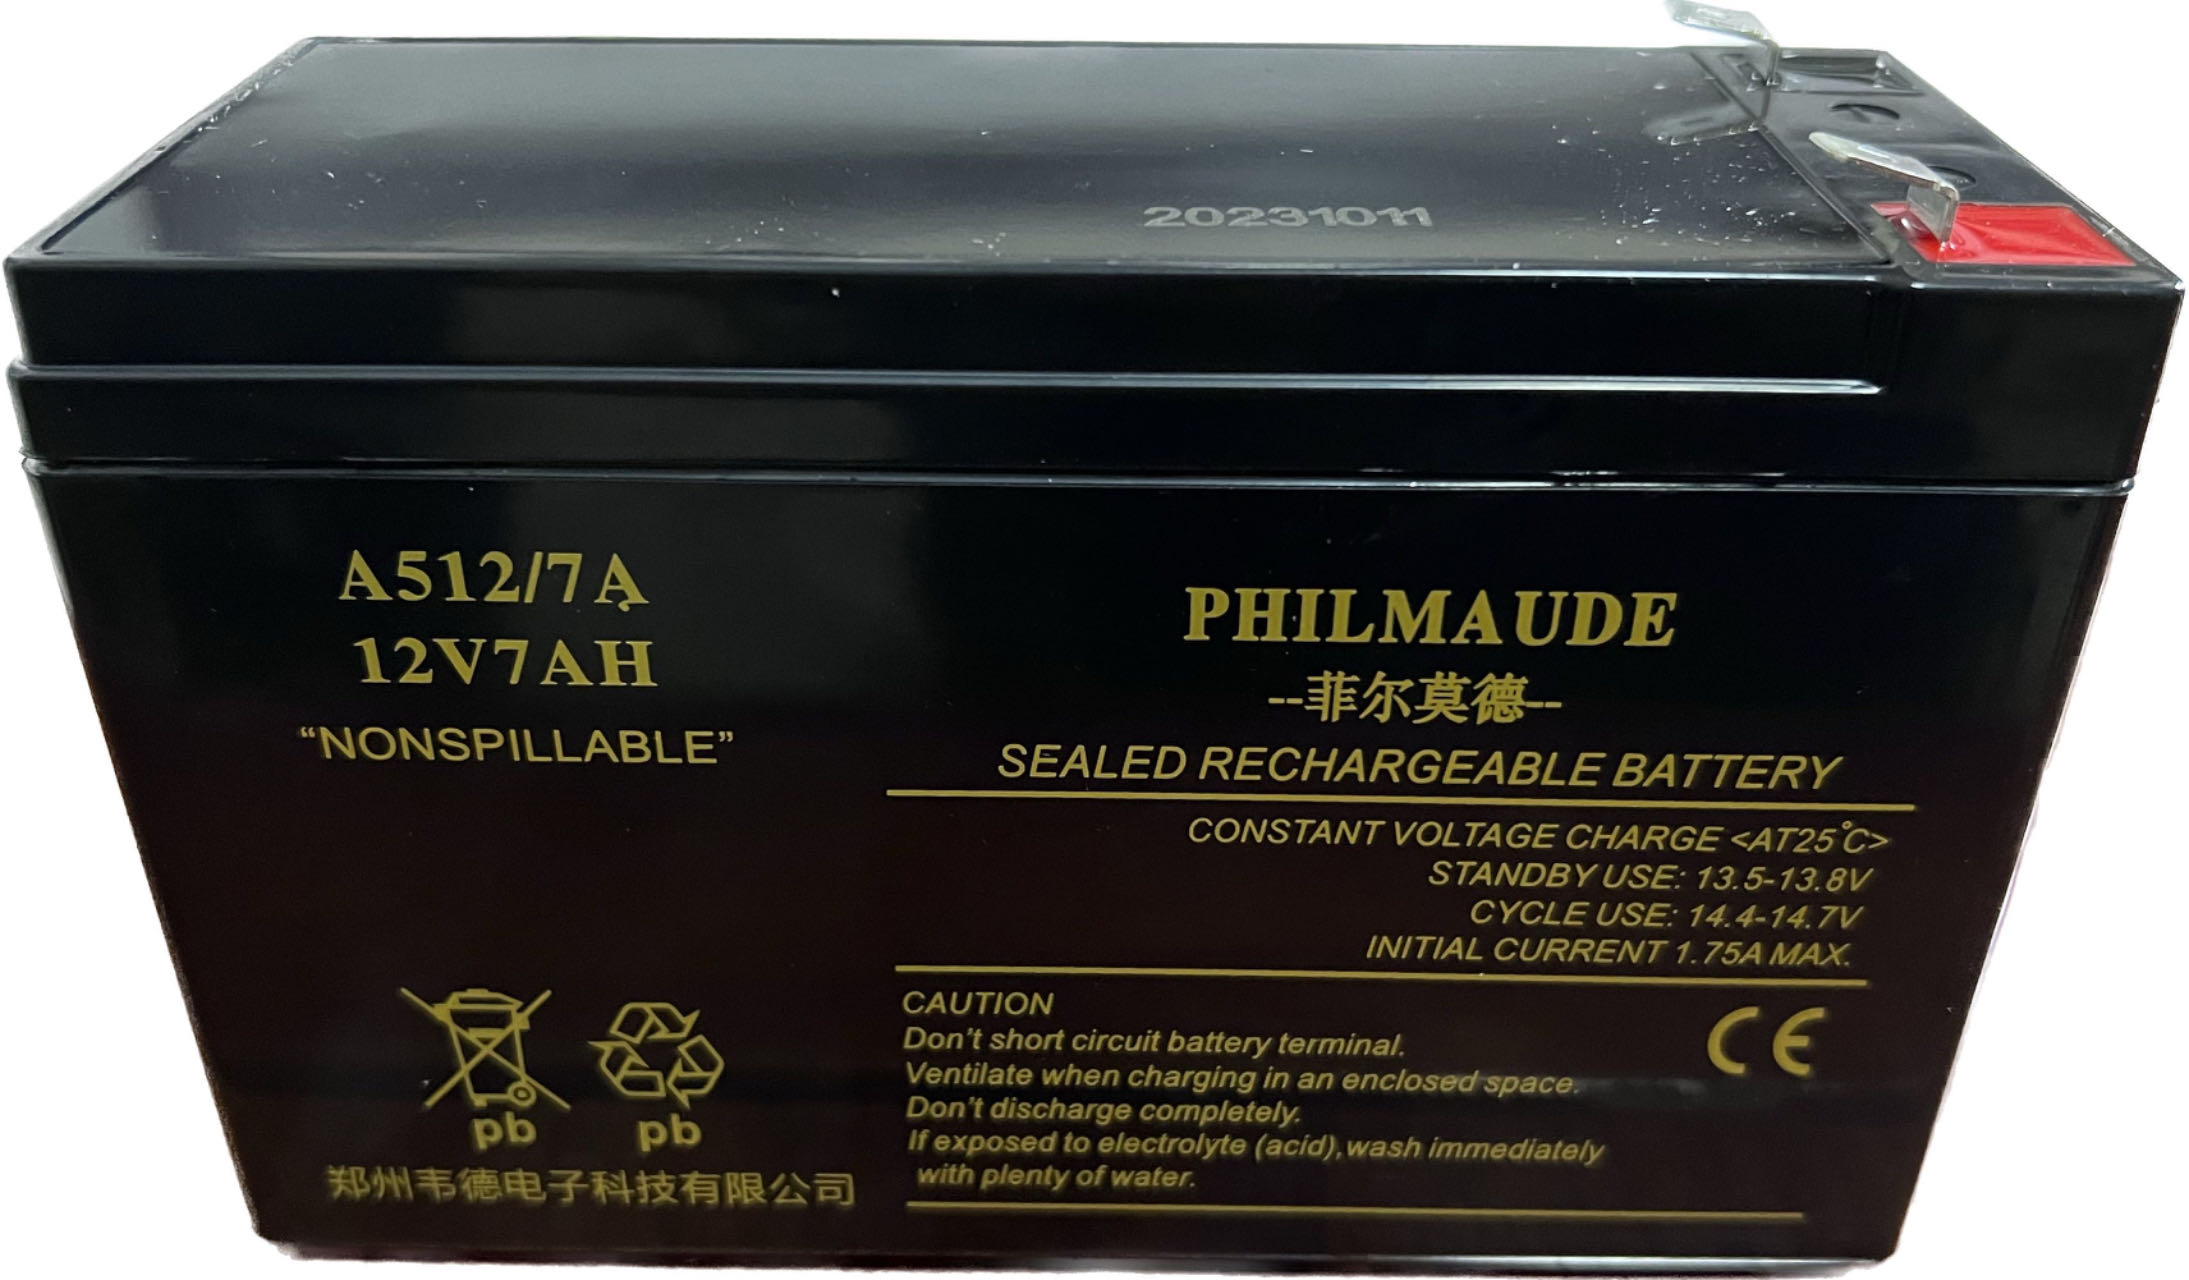 20231011
A512/7A
12V7AH
“NONSPILLABLE”
PHILMAUDE
--菲尔莫德--
SEALED RECHARGEABLE BATTERY
CONSTANT VOLTAGE CHARGE <AT25℃>
STANDBY USE: 13.5-13.8V
CYCLE USE: 14.4-14.7V
INITIAL CURRENT 1.75A MAX.
CAUTION
Don't short circuit battery terminal.
Ventilate when charging in an enclosed space.
Don't discharge completely.
If exposed to electrolyte (acid),wash immediately
with plenty of water.
CE
pb
pb
郑州韦德电子科技有限公司